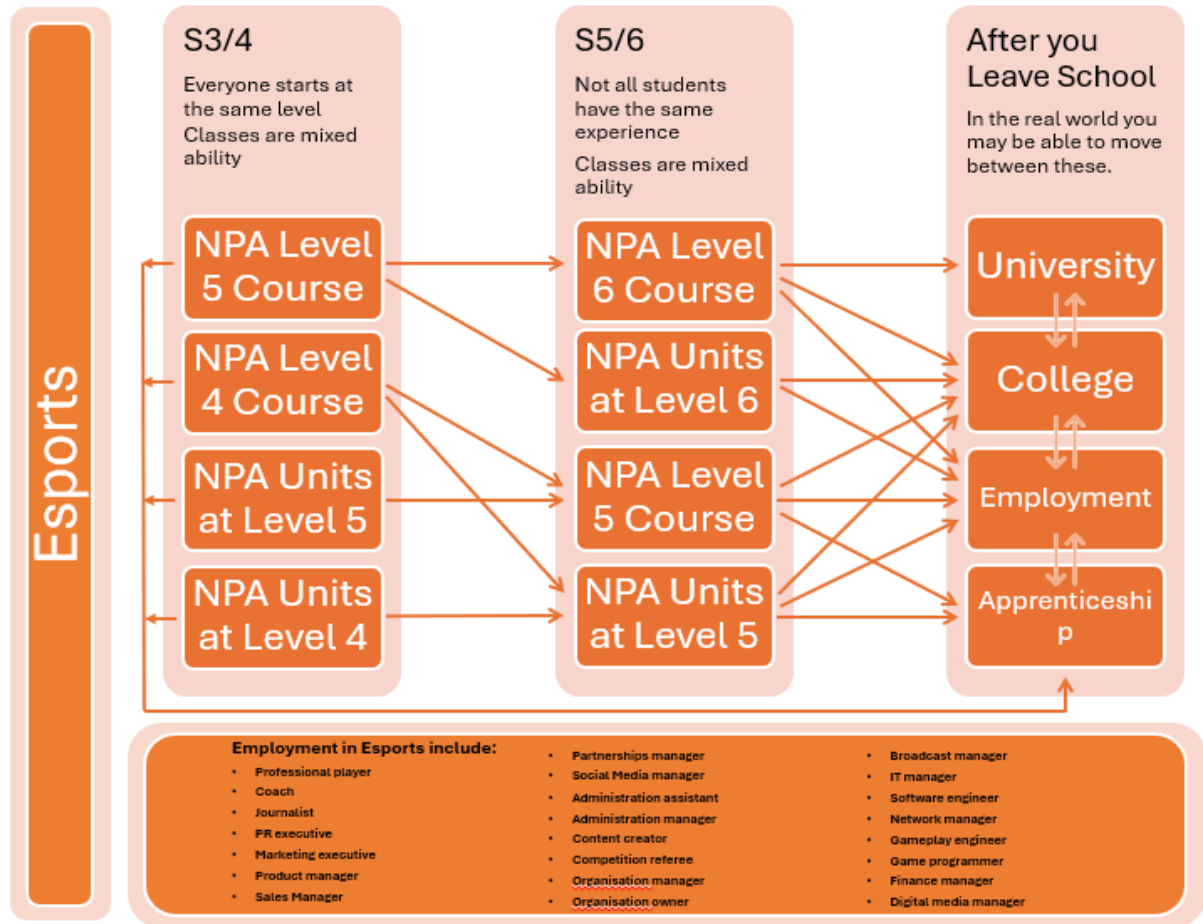 Esports
S3/4
Everyone starts at
the same level
Classes are mixed
ability
NPA Level
5 Course
NPA Level
4 Course
NPA Units
at Level 5
NPA Units
at Level 4
S5/6
Not all students
have the same
experience
Classes are mixed
ability
NPA Level
6 Course
NPA Units
at Level 6
NPA Level
5 Course
NPA Units
at Level 5
After you
Leave School
In the real world you
may be able to move
between these.
University
College
Employment
Apprenticeshi
p
Employment in Esports include:
• Professional player
• Coach
• Journalist
• PR executive
• Marketing executive
• Product manager
• Sales Manager
• Partnerships manager
• Social Media manager
• Administration assistant
• Administration manager
• Content creator
• Competition referee
• Organisation manager
• Organisation owner
• Broadcast manager
• IT manager
• Software engineer
• Network manager
• Gameplay engineer
• Game programmer
• Finance manager
• Digital media manager